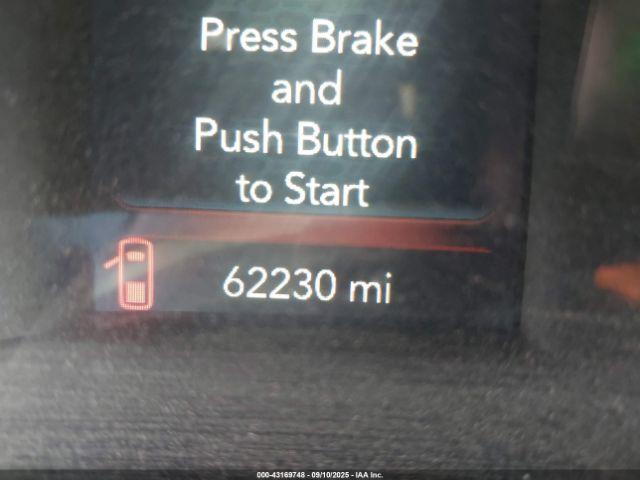 Press Brake
and
Push Button
to Start
62230 mi
000-43169748 - 09/10/2025 - IAA Inc.